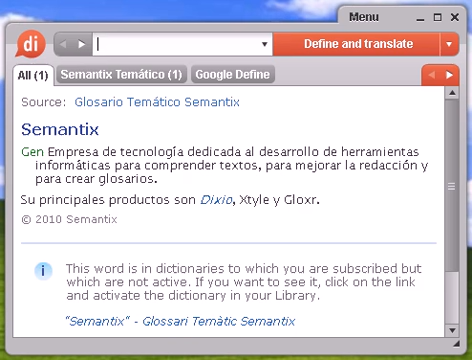 Menu
di
Define and translate
All (1)
Semantix Temático (1)
Google Define
Source: Glosario Temático Semantix
Semantix
Gen Empresa de tecnología dedicada al desarrollo de herramientas
informáticas para comprender textos, para mejorar la redacción y
para crear glosarios.
Su principales productos son Dixio, Xtyle y Gloxr.
© 2010 Semantix
This word is in dictionaries to which you are subscribed but
which are not active. If you want to see it, click on the link
and activate the dictionary in your Library.
"Semantix" - Glossari Temàtic Semantix